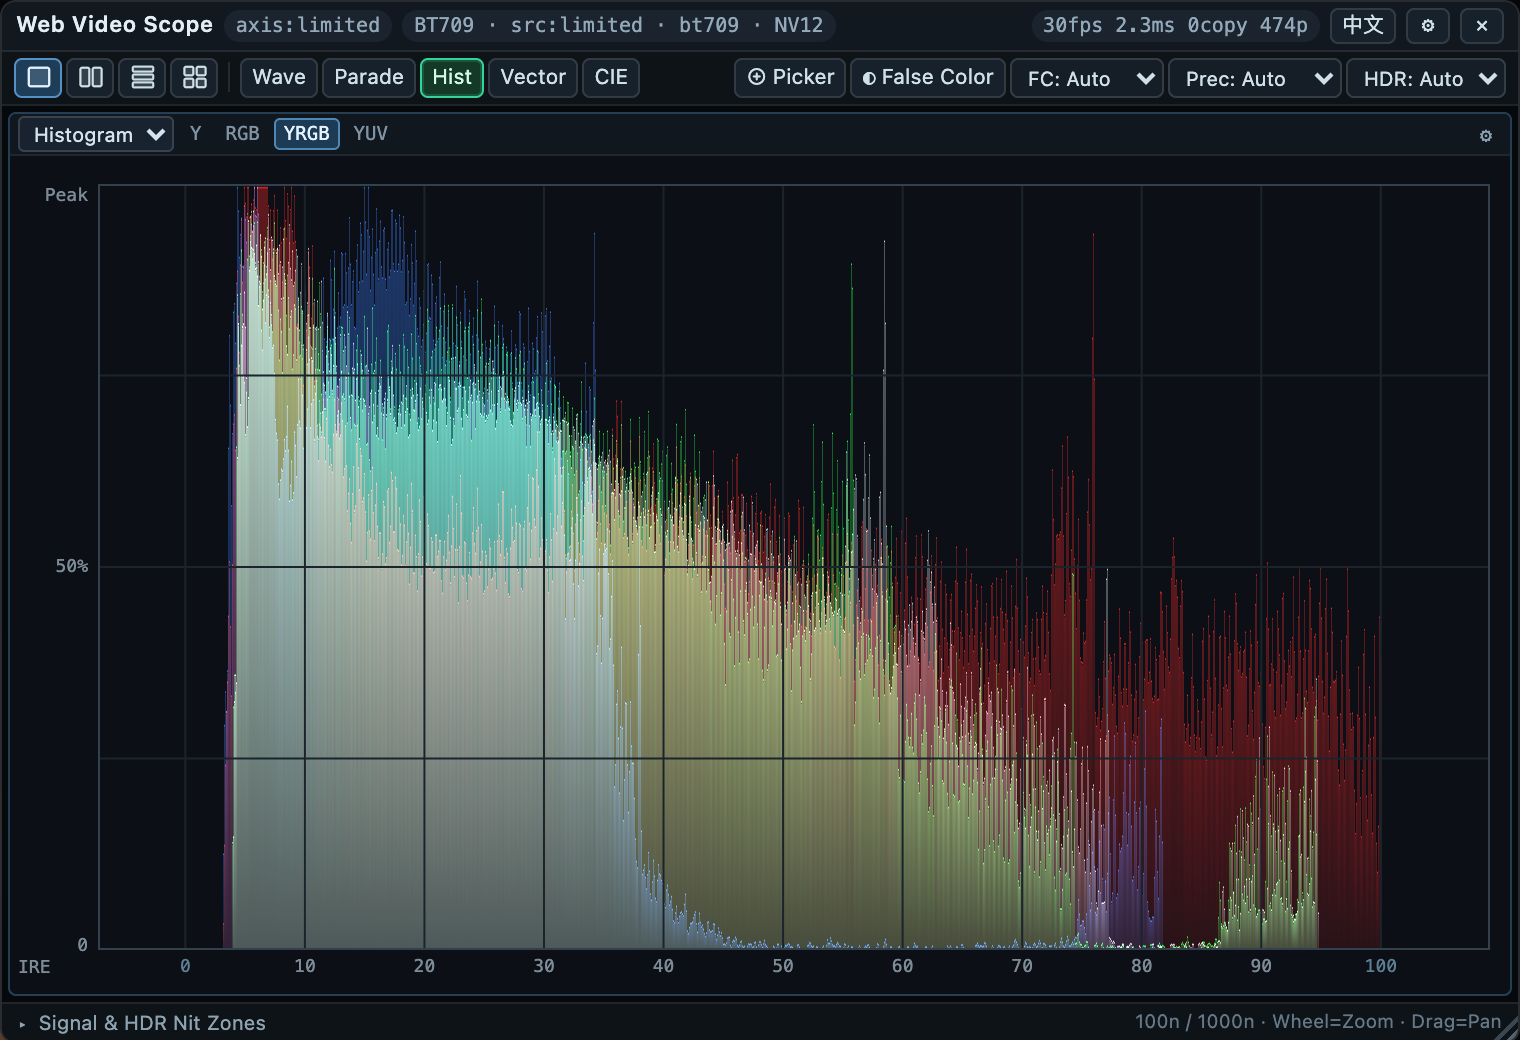 Web Video Scope axis:limited BT709 · src:limited · bt709 · NV12 30fps 2.3ms 0copy 474p 中文
Wave Parade Hist Vector CIE Picker False Color FC: Auto Prec: Auto HDR: Auto
Histogram Y RGB YRGB YUV
Peak
50%
0
IRE 0 10 20 30 40 50 60 70 80 90 100
Signal & HDR Nit Zones 100n / 1000n · Wheel=Zoom · Drag=Pan